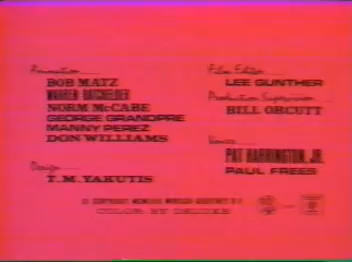 Animation
BOB MATZ
WARREN BATCHELDER
NORM McCABE
GEORGE GRANDPRE
MANNY PEREZ
DON WILLIAMS
Design
T. M. YAKUTIS
Film Editor
LEE GUNTHER
Production Supervision
BILL ORCUTT
Voices
PAT HARRINGTON, JR.
PAUL FREES
COPYRIGHT
COLOR BY DELUXE